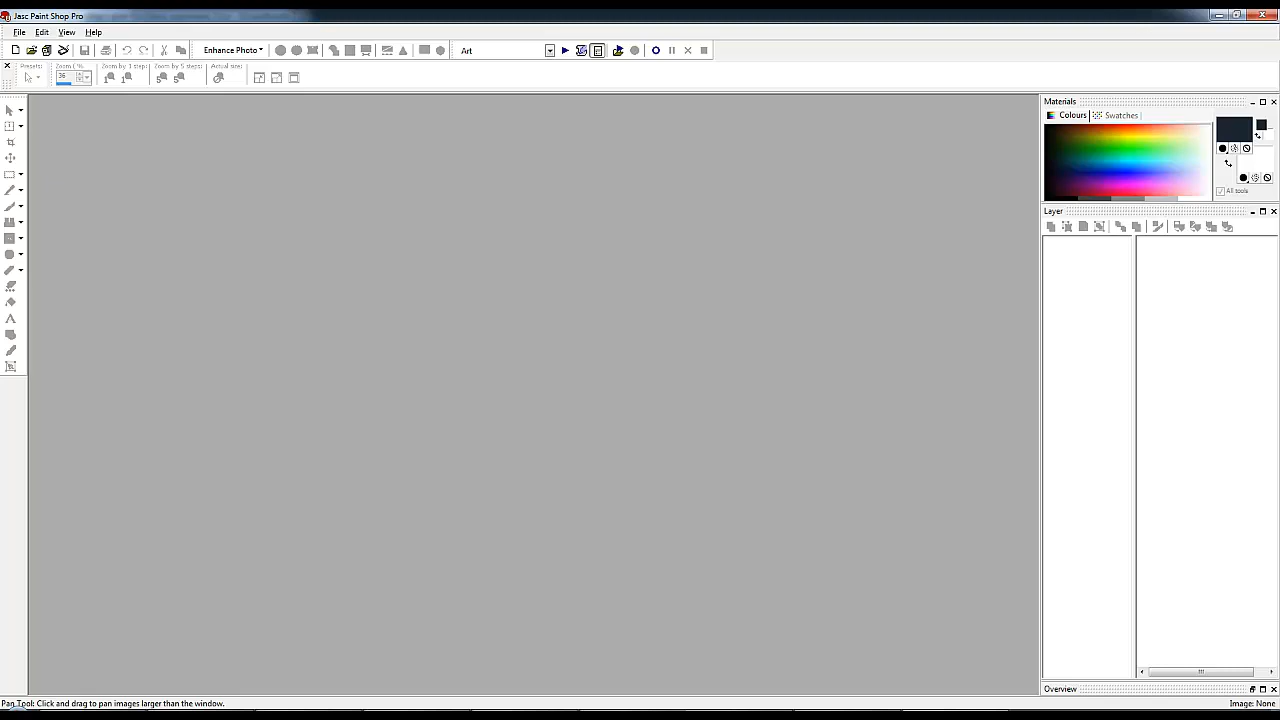 Jasc Paint Shop Pro
File Edit View Help
Enhance Photo
Art
Presets: Zoom (%): Zoom by 1 step: Zoom by 5 steps: Actual size:
36
Materials
Colours Swatches
All tools
Layer
Overview
Pan Tool: Click and drag to pan images larger than the window.
Image: None